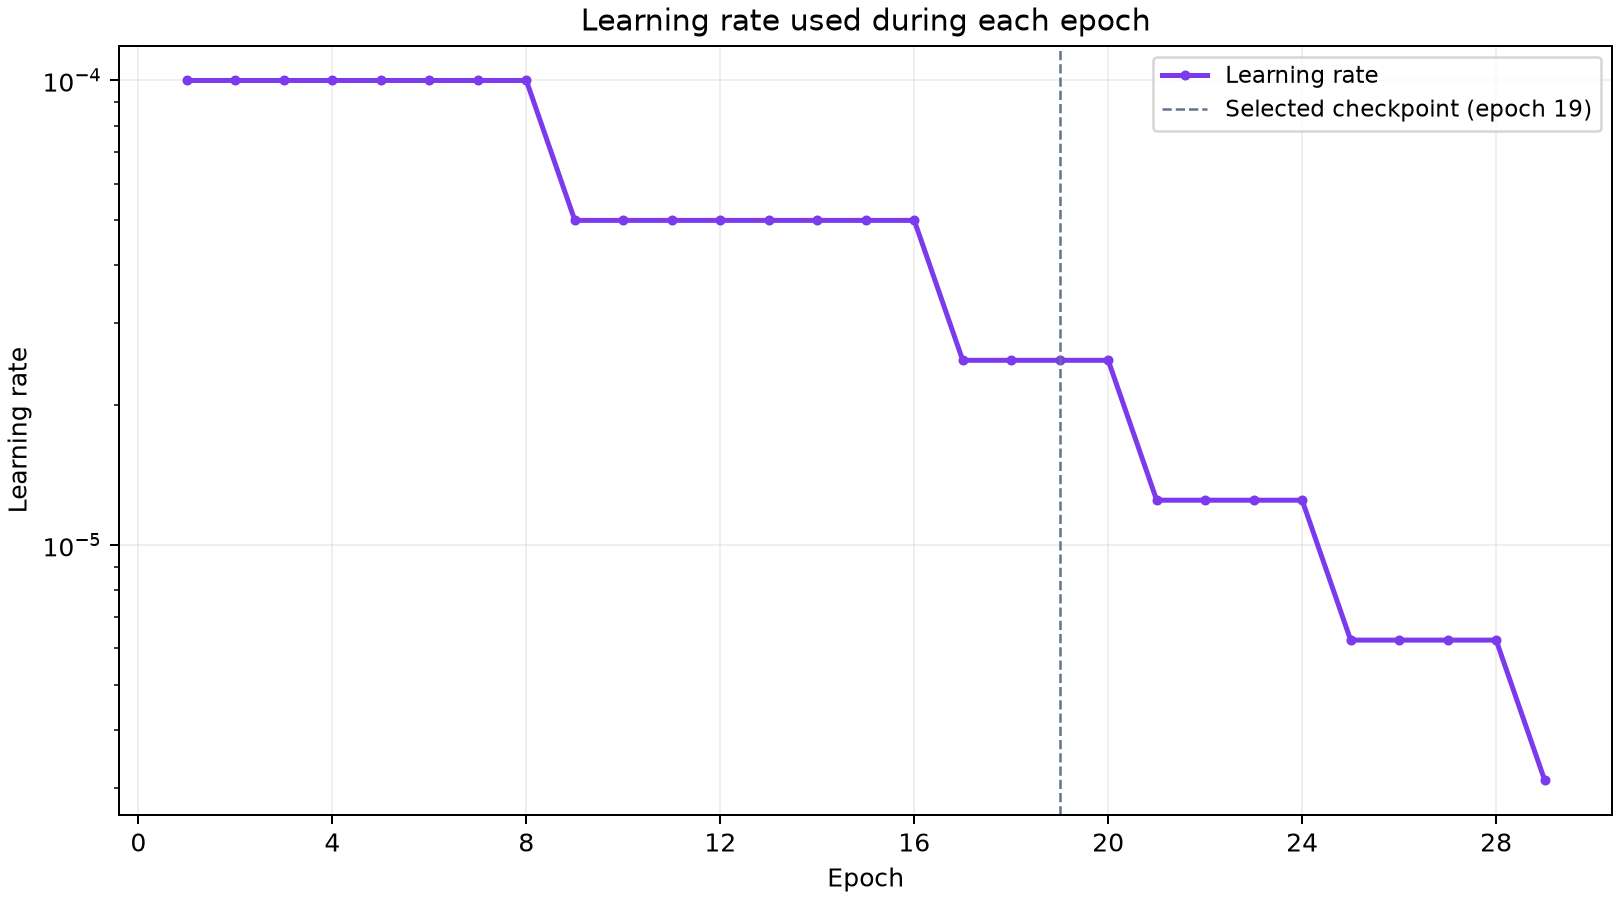 Learning rate used during each epoch
Learning rate
Selected checkpoint (epoch 19)
10⁻⁴
10⁻⁵
Learning rate
0 4 8 12 16 20 24 28
Epoch